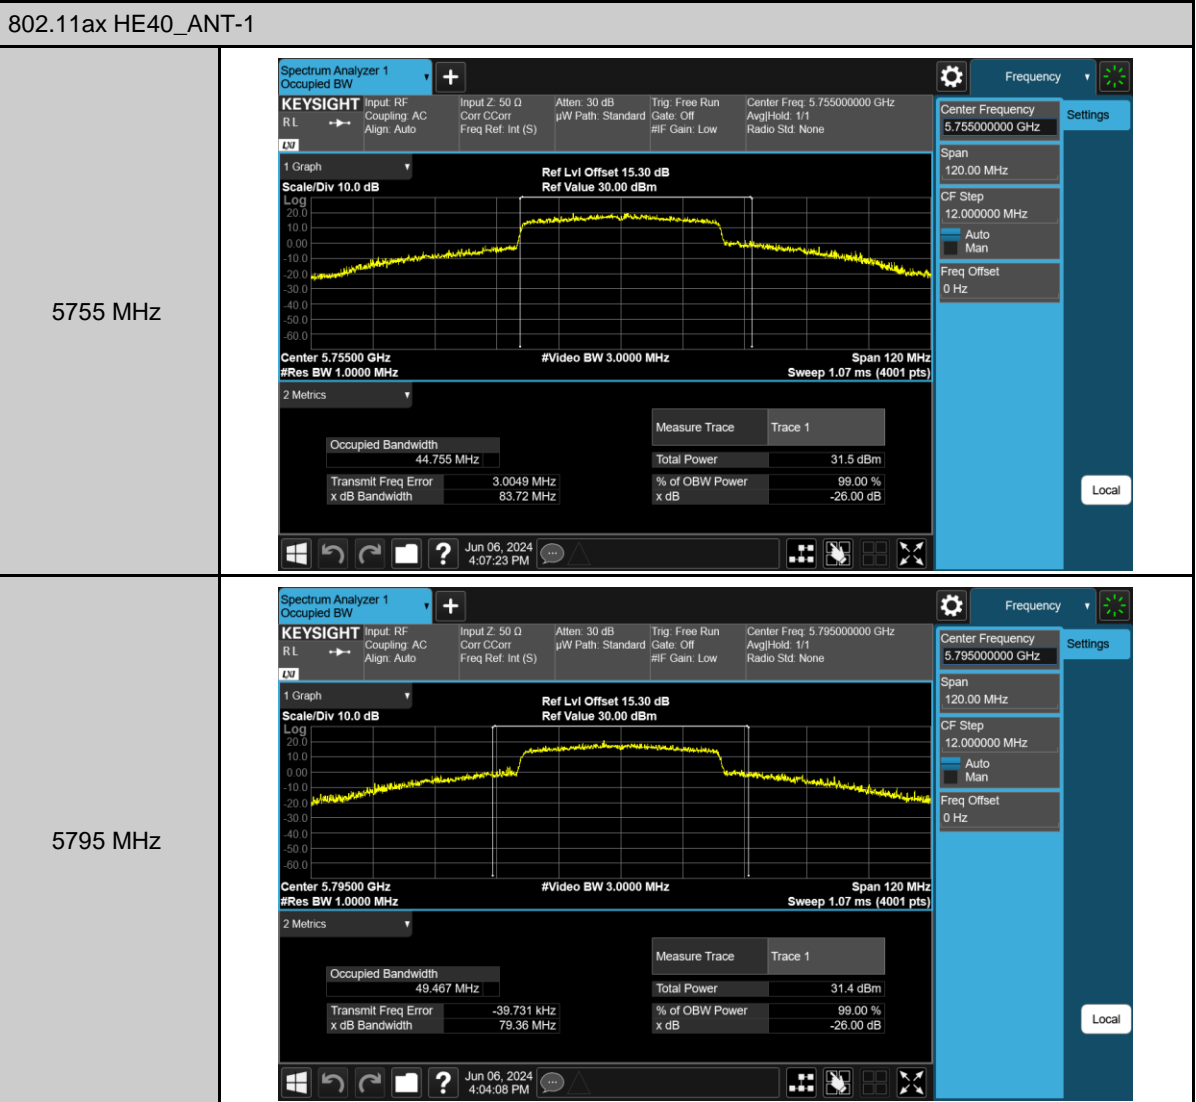 802.11ax HE40_ANT-1
5755 MHz
Spectrum Analyzer 1
Occupied BW
Frequency
KEYSIGHT
RL
LXI
Input: RF
Coupling: AC
Align: Auto
Input Z: 50 Ω
Corr CCorr
Freq Ref: Int (S)
Atten: 30 dB
µW Path: Standard
Trig: Free Run
Gate: Off
#IF Gain: Low
Center Freq: 5.755000000 GHz
Avg|Hold: 1/1
Radio Std: None
Center Frequency
5.755000000 GHz
Settings
Span
120.00 MHz
CF Step
12.000000 MHz
Auto
Man
Freq Offset
0 Hz
Local
1 Graph
Scale/Div 10.0 dB
Ref Lvl Offset 15.30 dB
Ref Value 30.00 dBm
Log
20.0
10.0
0.00
-10.0
-20.0
-30.0
-40.0
-50.0
-60.0
Center 5.75500 GHz
#Video BW 3.0000 MHz
Span 120 MHz
#Res BW 1.0000 MHz
Sweep 1.07 ms (4001 pts)
2 Metrics
Measure Trace Trace 1
Occupied Bandwidth
44.755 MHz
Total Power 31.5 dBm
Transmit Freq Error 3.0049 MHz
% of OBW Power 99.00 %
x dB Bandwidth 83.72 MHz
x dB -26.00 dB
?
Jun 06, 2024
4:07:23 PM
5795 MHz
Spectrum Analyzer 1
Occupied BW
Frequency
KEYSIGHT
RL
LXI
Input: RF
Coupling: AC
Align: Auto
Input Z: 50 Ω
Corr CCorr
Freq Ref: Int (S)
Atten: 30 dB
µW Path: Standard
Trig: Free Run
Gate: Off
#IF Gain: Low
Center Freq: 5.795000000 GHz
Avg|Hold: 1/1
Radio Std: None
Center Frequency
5.795000000 GHz
Settings
Span
120.00 MHz
CF Step
12.000000 MHz
Auto
Man
Freq Offset
0 Hz
Local
1 Graph
Scale/Div 10.0 dB
Ref Lvl Offset 15.30 dB
Ref Value 30.00 dBm
Log
20.0
10.0
0.00
-10.0
-20.0
-30.0
-40.0
-50.0
-60.0
Center 5.79500 GHz
#Video BW 3.0000 MHz
Span 120 MHz
#Res BW 1.0000 MHz
Sweep 1.07 ms (4001 pts)
2 Metrics
Measure Trace Trace 1
Occupied Bandwidth
49.467 MHz
Total Power 31.4 dBm
Transmit Freq Error -39.731 kHz
% of OBW Power 99.00 %
x dB Bandwidth 79.36 MHz
x dB -26.00 dB
?
Jun 06, 2024
4:04:08 PM